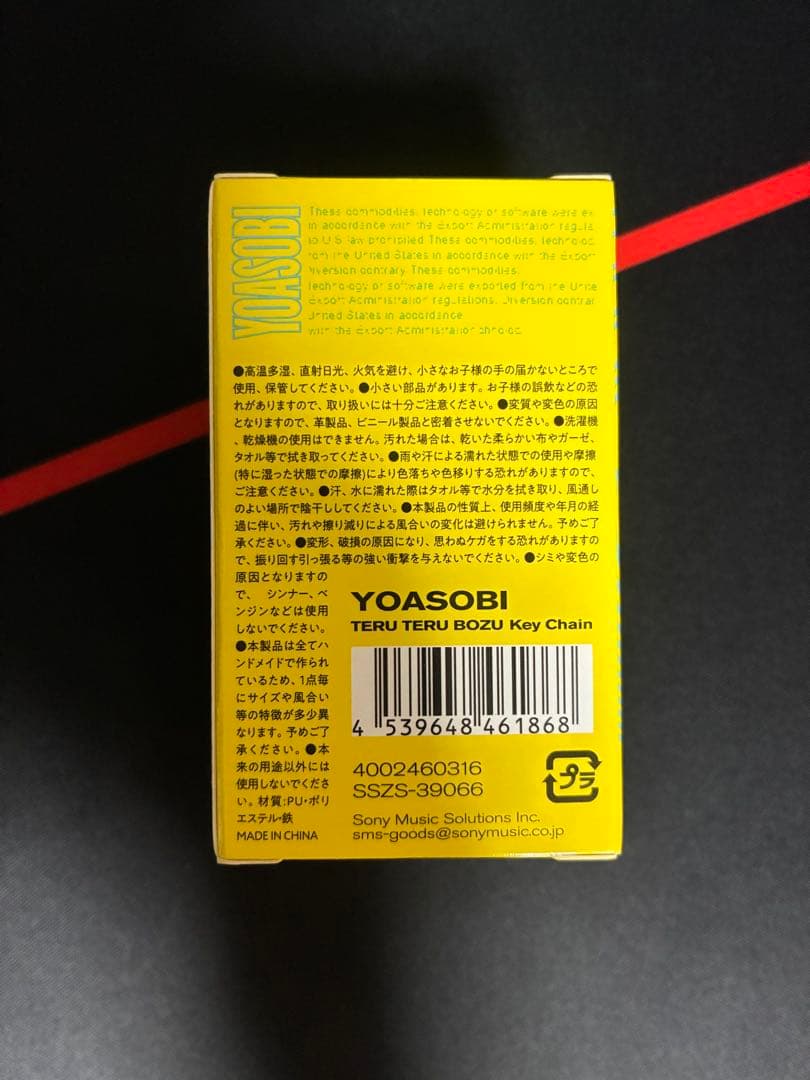 YOASOBI
These commodities, technology or software were ex
in accordance with the Export Administration regula
to U.S law prohibited These commodities, technolog
rom the United States in accordance with the Export
Diversion contrary These commodities,
technology or software were exported from the Unite
Export Administration regulations. Diversion contrar
United States in accordance
with the Export Administration
●高温多湿、直射日光、火気を避け、小さなお子様の手の届かないところで
使用、保管してください。●小さい部品があります。お子様の誤飲などの恐
れがありますので、取り扱いには十分ご注意ください。●変質や変色の原因
となりますので、革製品、ビニール製品と密着させないでください。●洗濯機
、乾燥機の使用はできません。汚れた場合は、乾いた柔らかい布やガーゼ、
タオル等で拭き取ってください。●雨や汗による濡れた状態での使用や摩擦
(特に湿った状態での摩擦)により色落ちや色移りする恐れがありますので、
ご注意ください。●汗、水に濡れた際はタオル等で水分を拭き取り、風通し
のよい場所で陰干ししてください。●本製品の性質上、使用頻度や年月の経
過に伴い、汚れや擦り減りによる風合いの変化は避けられません。予めご了
承ください。●変形、破損の原因になり、思わぬケガをする恐れがありますの
で、振り回す引っ張る等の強い衝撃を与えないでください。●シミや変色の
原因となりますの
で、 シンナー、ベ
ンジンなどは使用
しないでください。
●本製品は全てハ
ンドメイドで作られ
ているため、1点毎
にサイズや風合い
等の特徴が多少異
なります。予めご了
承ください。●本
来の用途以外には
使用しないでくださ
い。材質:PU・ポリ
エステル・鉄
MADE IN CHINA
YOASOBI
TERU TERU BOZU Key Chain
4 539648 461868
4002460316
SSZS-39066
プラ
Sony Music Solutions Inc.
sms-goods@sonymusic.co.jp